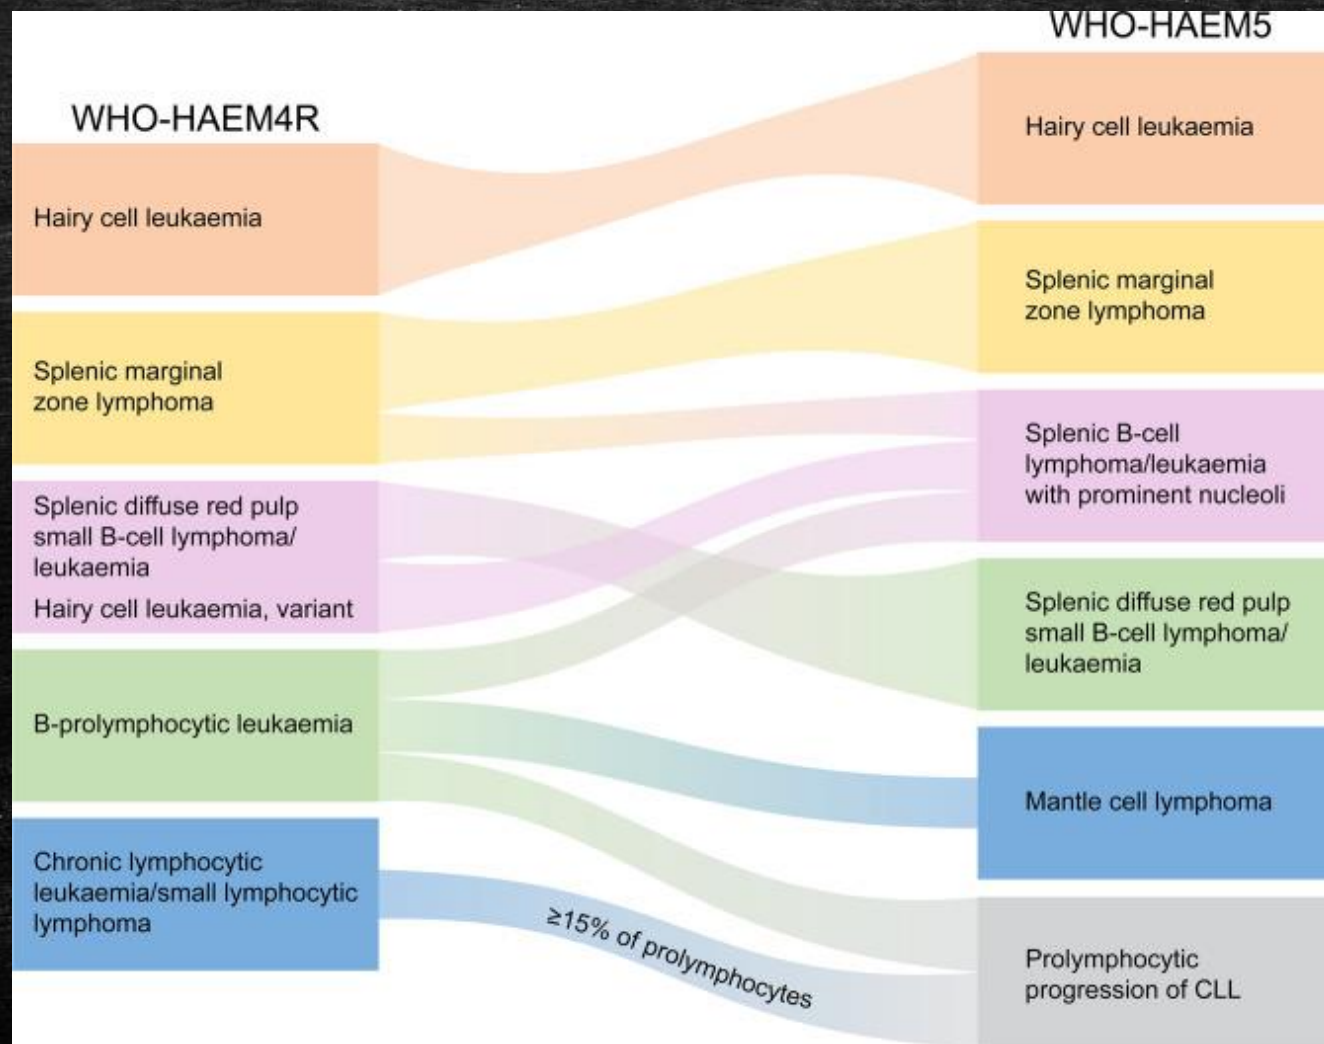 WHO-HAEM4R
Hairy cell leukaemia
Splenic marginal
zone lymphoma
Splenic diffuse red pulp
small B-cell lymphoma/
leukaemia
Hairy cell leukaemia, variant
B-prolymphocytic leukaemia
Chronic lymphocytic
leukaemia/small lymphocytic
lymphoma
≥15% of prolymphocytes
WHO-HAEM5
Hairy cell leukaemia
Splenic marginal
zone lymphoma
Splenic B-cell
lymphoma/leukaemia
with prominent nucleoli
Splenic diffuse red pulp
small B-cell lymphoma/
leukaemia
Mantle cell lymphoma
Prolymphocytic
progression of CLL